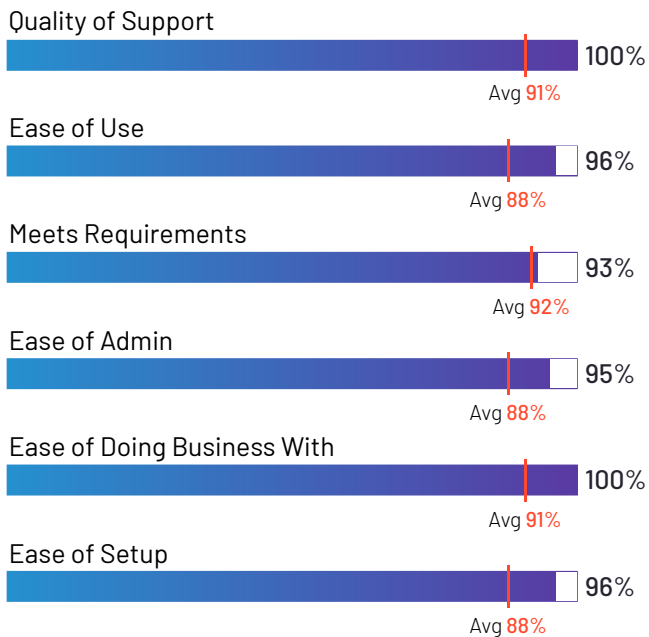 Quality of Support
100%
Avg 91%
Ease of Use
96%
Avg 88%
Meets Requirements
93%
Avg 92%
Ease of Admin
95%
Avg 88%
Ease of Doing Business With
100%
Avg 91%
Ease of Setup
96%
Avg 88%